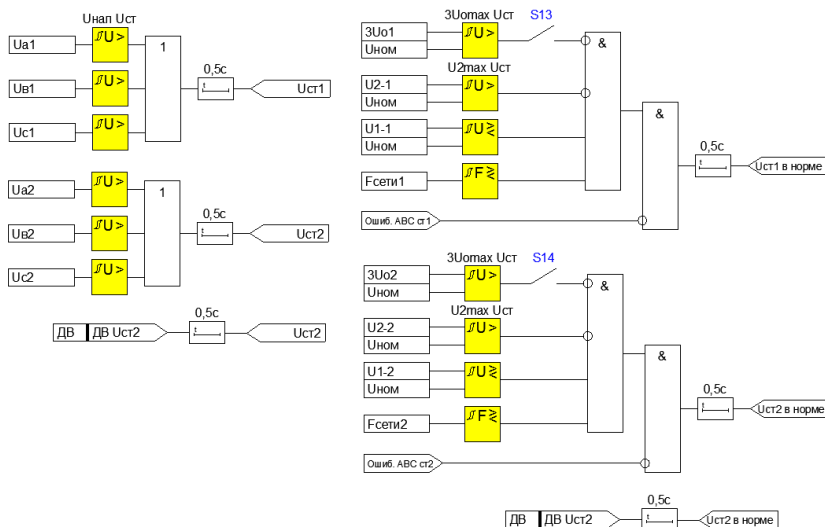 Uнап Uст
Ua1
U>
1
0,5с
Uв1
U>
Uст1
Uc1
U>
Ua2
U>
1
0,5с
Uв2
U>
Uст2
Uc2
U>
0,5с
ДВ ДВ Uст2
Uст2
3Uomax Uст
S13
3Uo1
Uном
U>
&
U2max Uст
U2-1
Uном
U>
U1-1
Uном
U≷
&
0,5с
Fсети1
F≷
Uст1 в норме
Ошиб. АВС ст1
3Uomax Uст
S14
3Uo2
Uном
U>
&
U2max Uст
U2-2
Uном
U>
U1-2
Uном
U≷
&
0,5с
Fсети2
F≷
Uст2 в норме
Ошиб. АВС ст2
0,5с
ДВ ДВ Uст2
Uст2 в норме